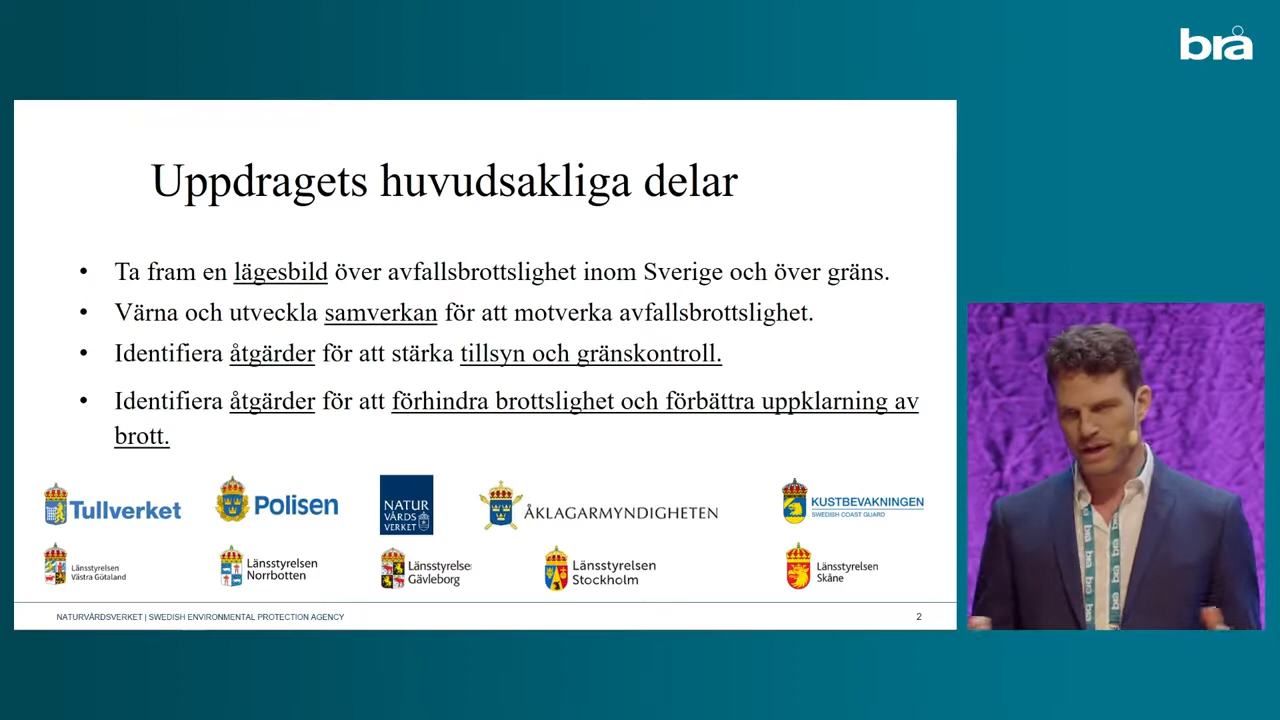 brå
Uppdragets huvudsakliga delar
• Ta fram en lägesbild över avfallsbrottslighet inom Sverige och över gräns.
• Värna och utveckla samverkan för att motverka avfallsbrottslighet.
• Identifiera åtgärder för att stärka tillsyn och gränskontroll.
• Identifiera åtgärder för att förhindra brottslighet och förbättra uppklarning av
brott.
Tullverket
Polisen
NATUR
VÅRDS
VERKET
ÅKLAGARMYNDIGHETEN
KUSTBEVAKNINGEN
SWEDISH COAST GUARD
Länsstyrelsen
Västra Götaland
Länsstyrelsen
Norrbotten
Länsstyrelse
Gävleborg
Länsstyrelsen
Stockholm
Länsstyrelsen
Skåne
NATURVÅRDSVERKET | SWEDISH ENVIRONMENTAL PROTECTION AGENCY
2
brå
brå